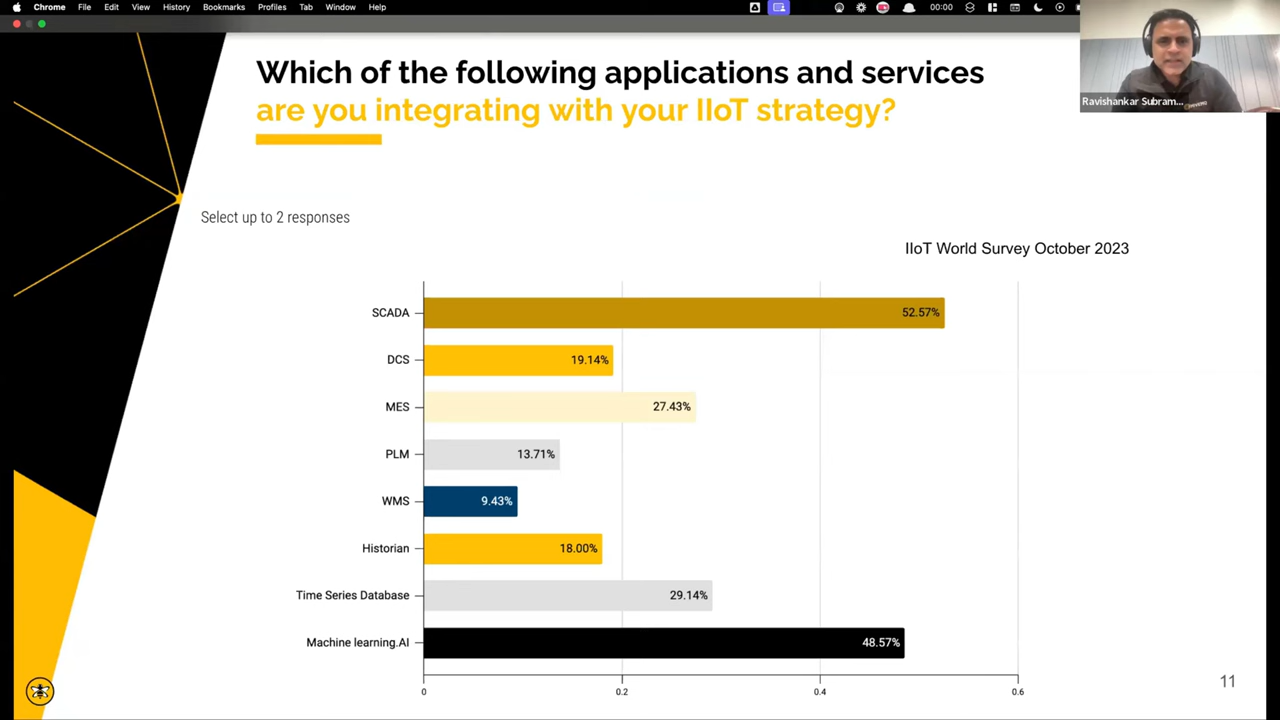 Chrome File Edit View History Bookmarks Profiles Tab Window Help 00:00
Which of the following applications and services
are you integrating with your IIoT strategy?
Ravishankar Subram...
Select up to 2 responses
IIoT World Survey October 2023
SCADA 52.57%
DCS 19.14%
MES 27.43%
PLM 13.71%
WMS 9.43%
Historian 18.00%
Time Series Database 29.14%
Machine learning.AI 48.57%
0 0.2 0.4 0.6
11